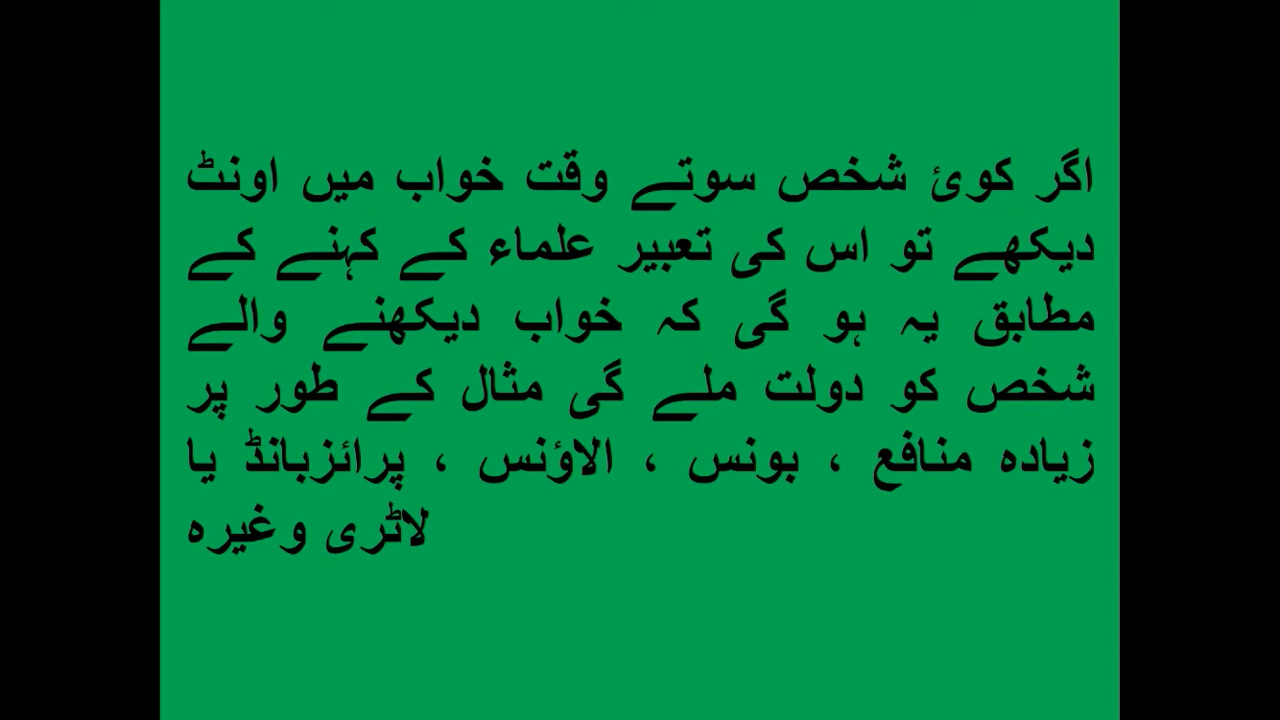 اگر کوئ شخص سوتے وقت خواب میں اونٹ
دیکھے تو اس کی تعبیر علماء کے کہنے کے
مطابق یہ ہو گی کہ خواب دیکھنے والے
شخص کو دولت ملے گی مثال کے طور پر
زیادہ منافع ، بونس ، الاؤنس ، پرائزبانڈ یا
لاٹری وغیرہ